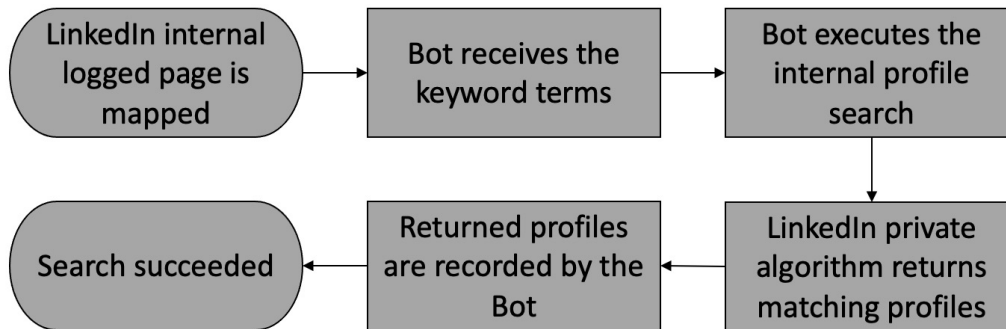 LinkedIn internal
logged page is
mapped
Bot receives the
keyword terms
Bot executes the
internal profile
search
LinkedIn private
algorithm returns
matching profiles
Returned profiles
are recorded by the
Bot
Search succeeded